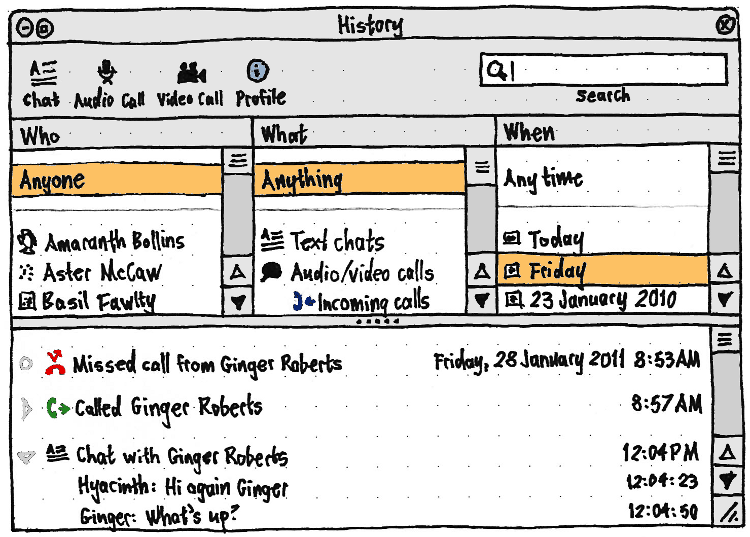 History
Chat Audio Call Video Call Profile
Search
Who What When
Anyone Anything Any time
Amaranth Bollins Text chats Today
Aster McCaw Audio/video calls Friday
Basil Fawlty Incoming calls 23 January 2010
Missed call from Ginger Roberts Friday, 28 January 2011 8:53AM
Called Ginger Roberts 8:57AM
Chat with Ginger Roberts 12:04PM
Hyacinth: Hi again Ginger 12:04:23
Ginger: What's up? 12:04:50